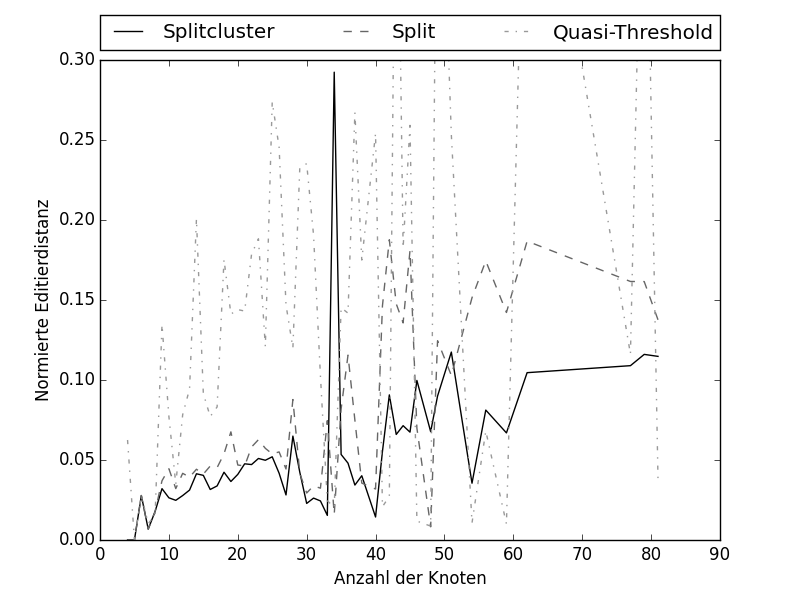 Splitcluster Split Quasi-Threshold
0.30
0.25
0.20
0.15
0.10
0.05
0.00
Normierte Editierdistanz
0 10 20 30 40 50 60 70 80 90
Anzahl der Knoten